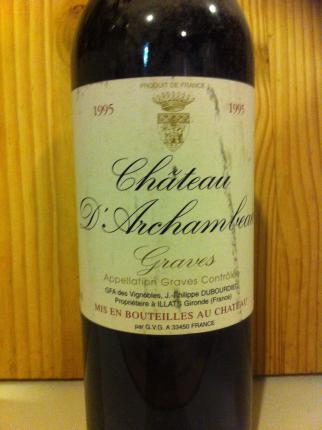 PRODUIT DE FRANCE
1995 1995
Château
D'Archambeau
Graves
Appellation Graves Contrôlée
GFA des Vignobles, J.-Philippe DUBOURDIEU
Propriétaire à ILLATS Gironde (France)
MIS EN BOUTEILLES AU CHATEAU
par G.V.G. A 33450 FRANCE